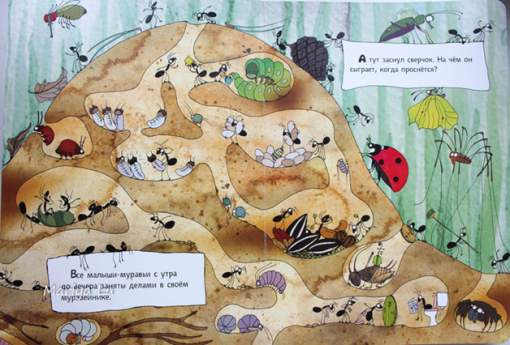 А тут заснул сверчок. На чём он
сыграет, когда проснётся?
Все малыши-муравьи с утра
до вечера заняты делами в своём
муравейнике.